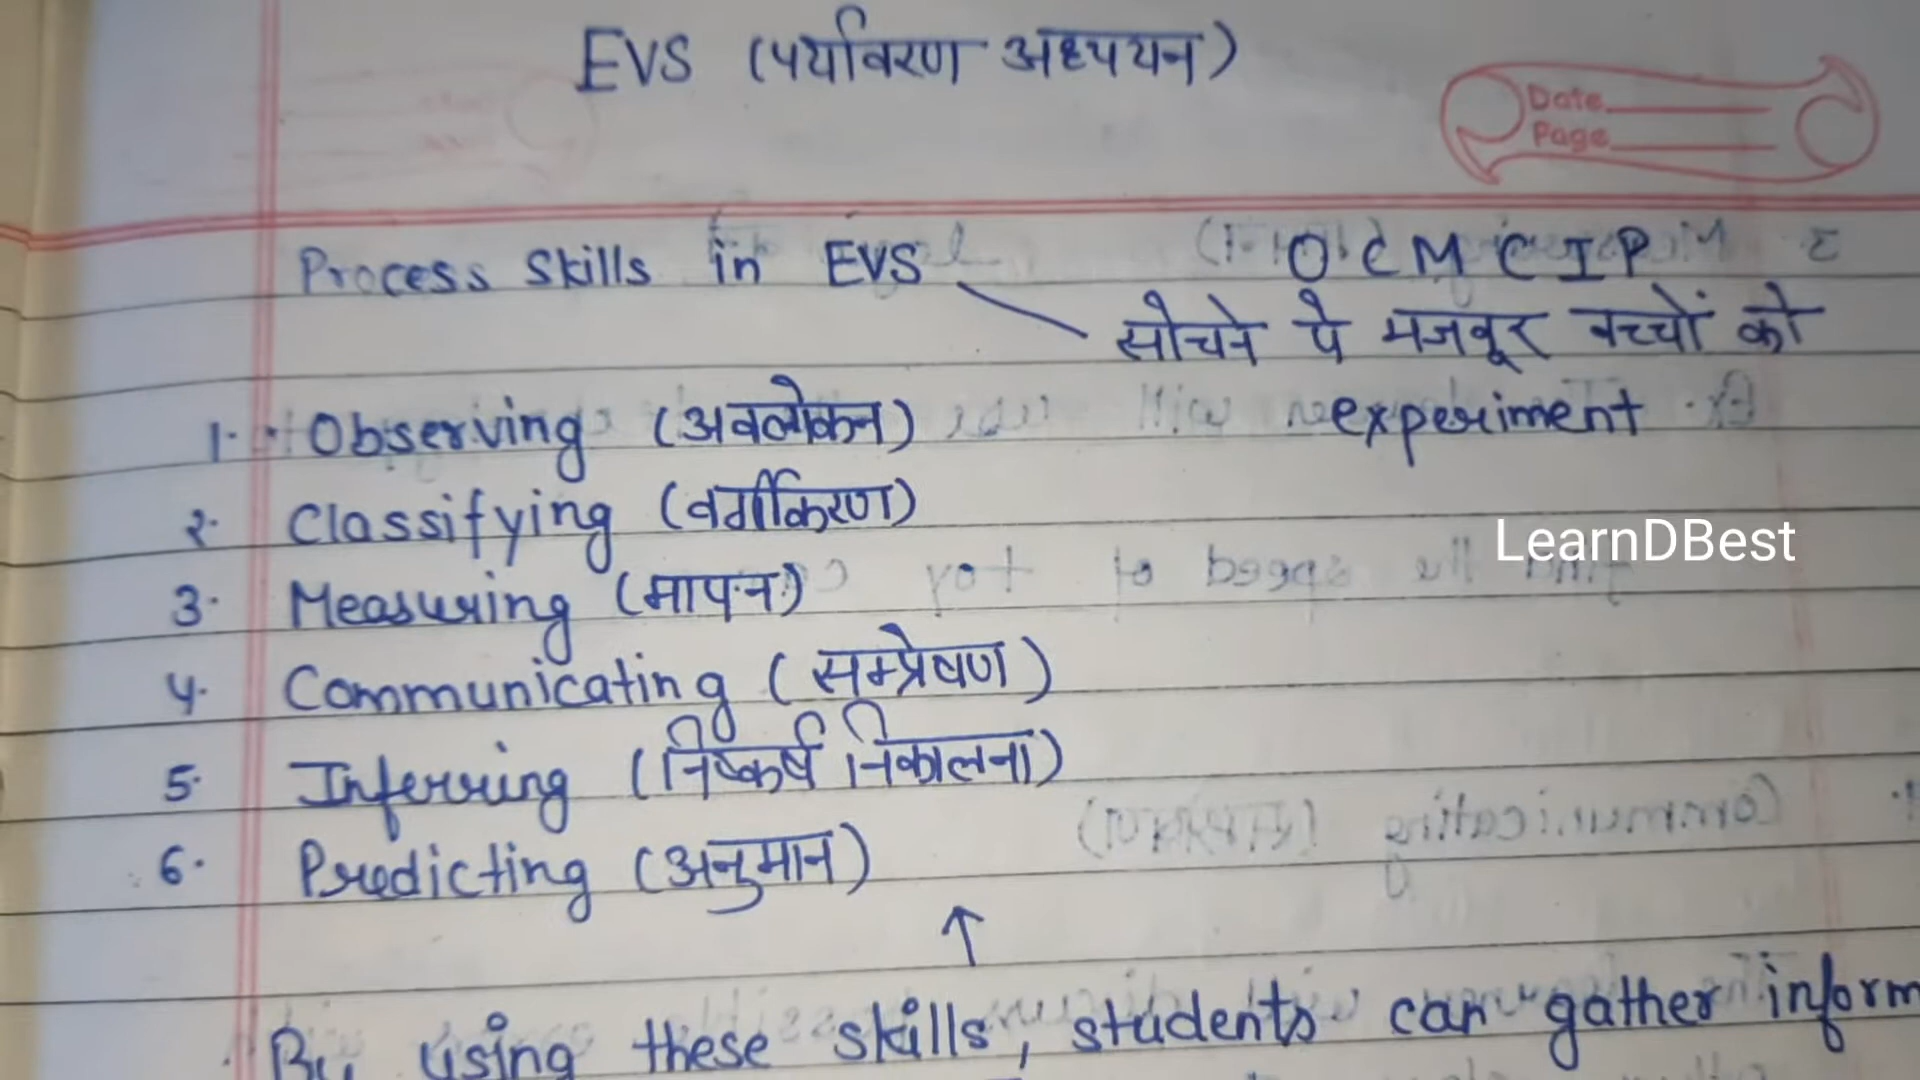 EVS (पर्यावरण अध्ययन)
Date
Page
Process Skills in EVS
O C M C I P
सोचने पे मजबूर बच्चों को
experiment
1. Observing (अवलोकन)
2. Classifying (वर्गीकरण)
LearnDBest
3. Measuring (मापन)
4. Communicating (सम्प्रेषण)
5. Inferring (निष्कर्ष निकालना)
6. Predicting (अनुमान)
↑
By using these skills, students can gather inform